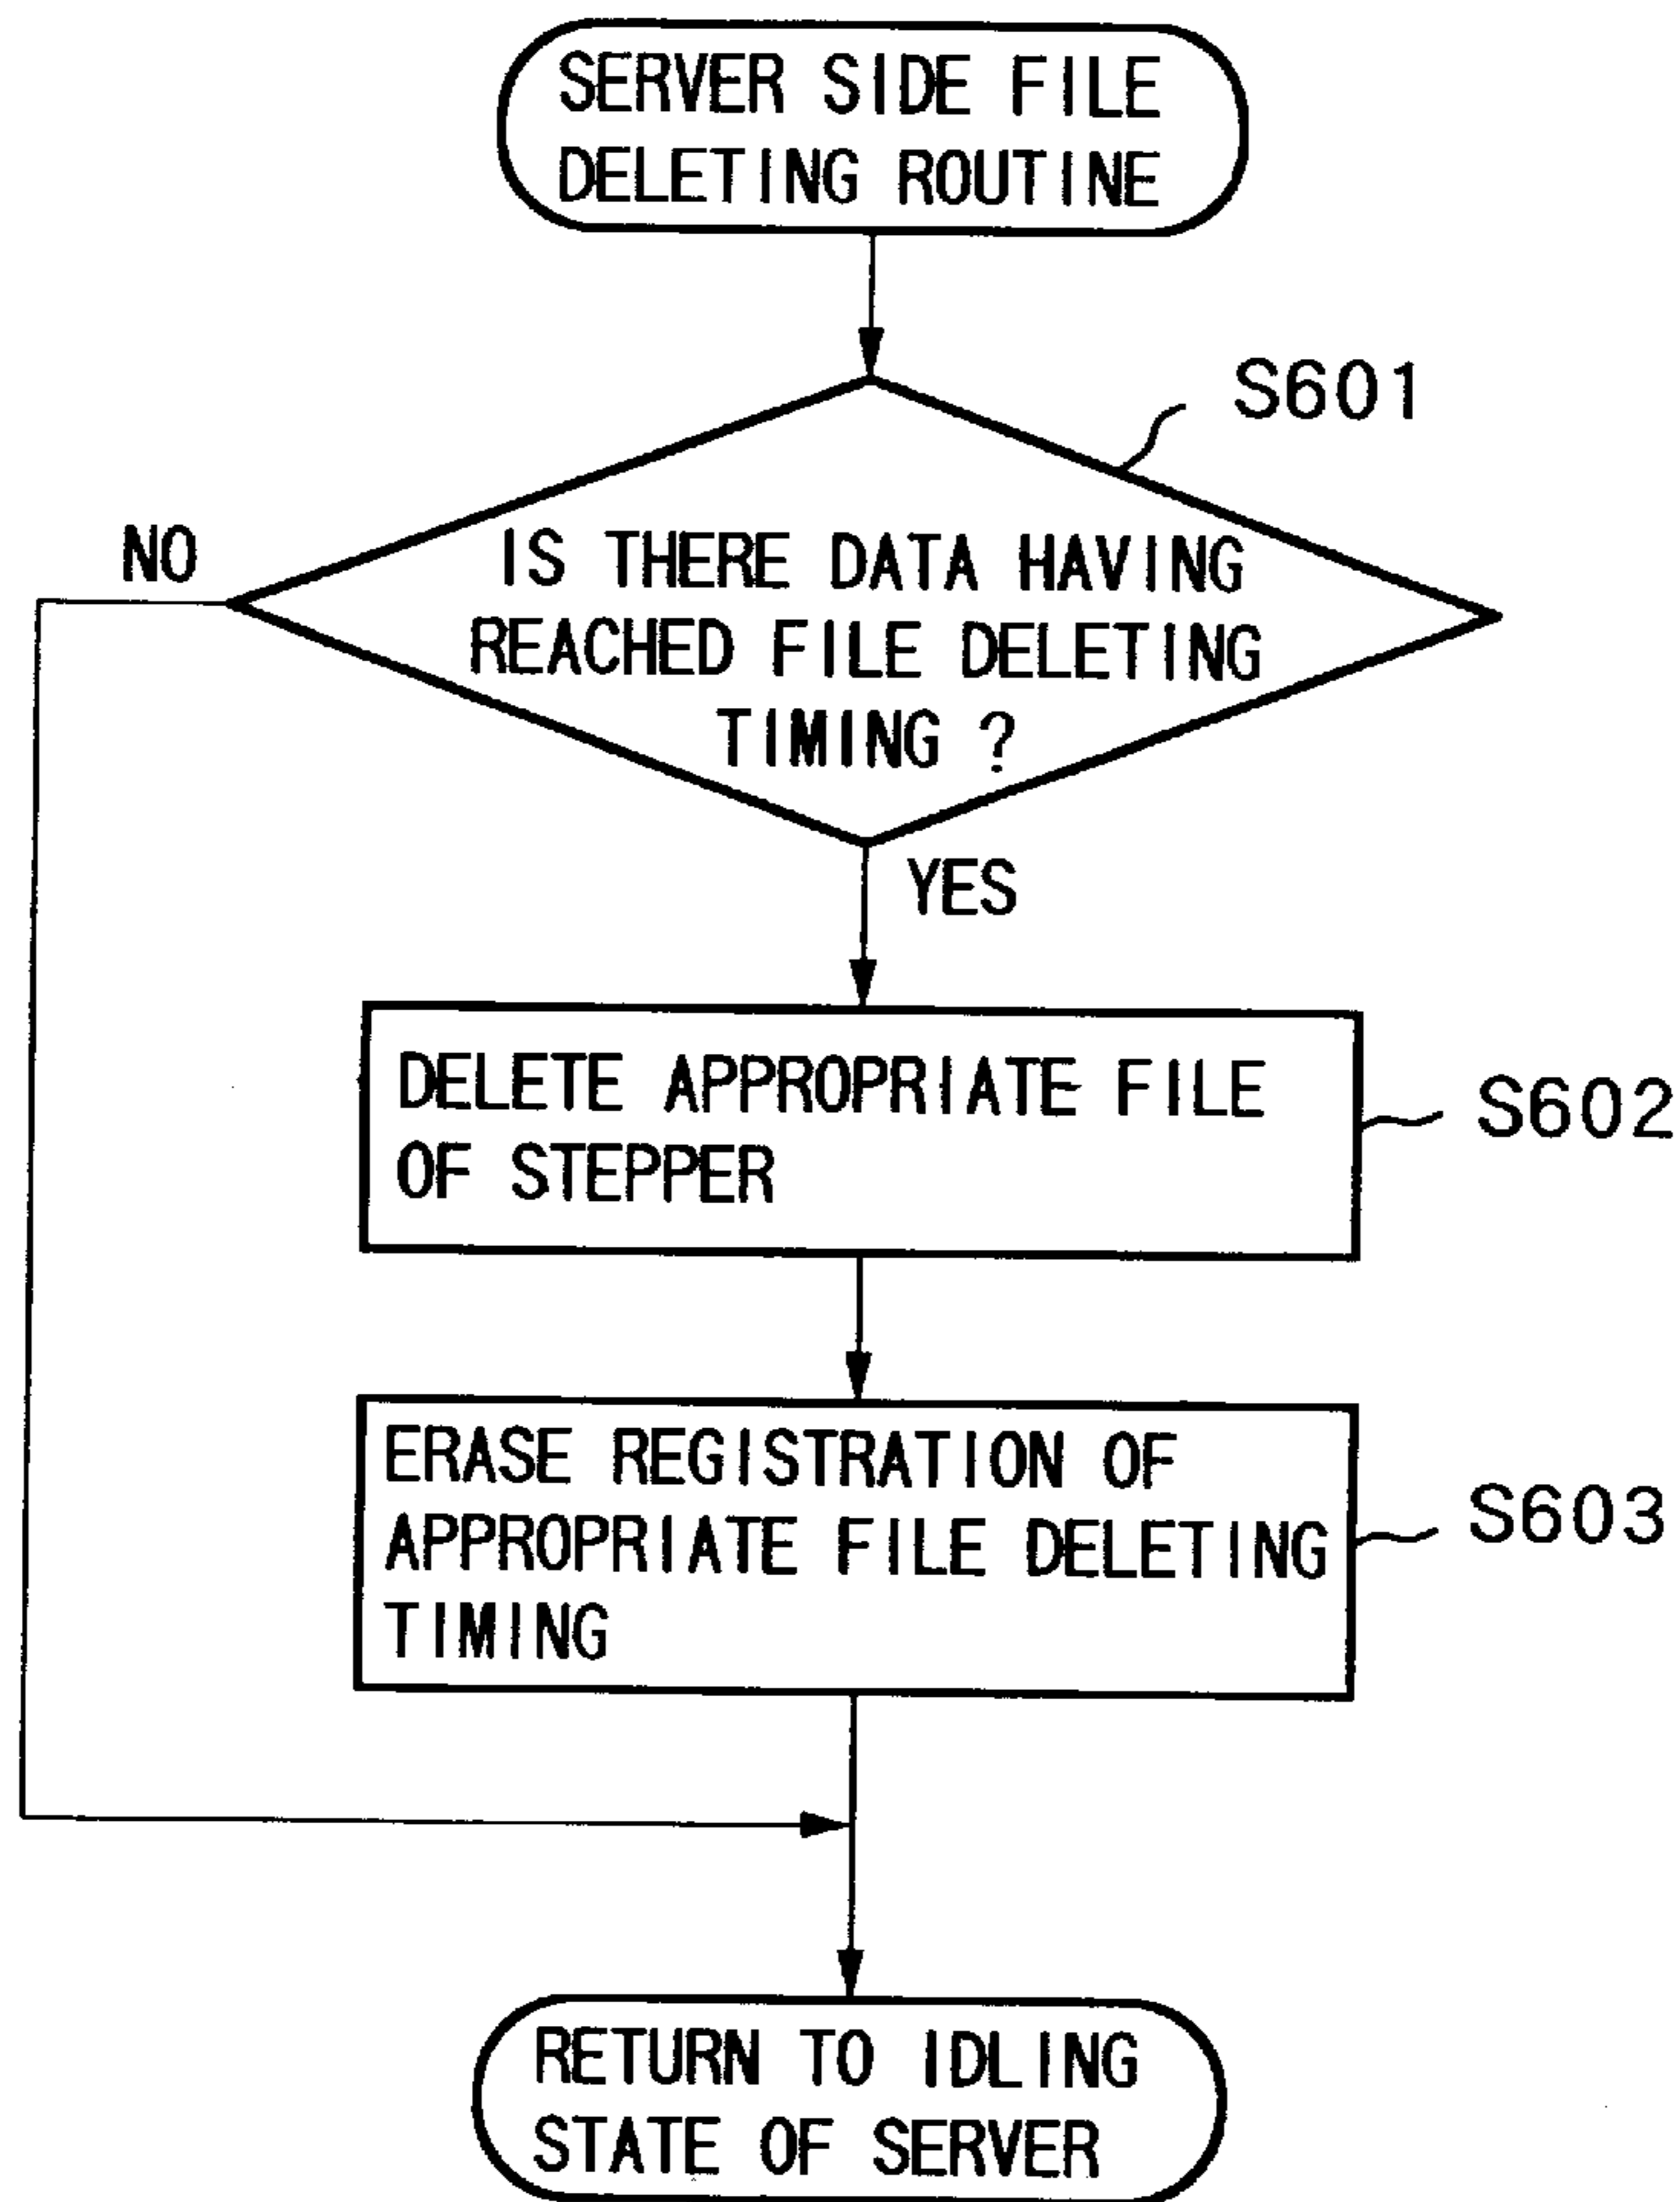 SERVER SIDE FILE
DELETING ROUTINE
S601
NO
IS THERE DATA HAVING
REACHED FILE DELETING
TIMING ?
YES
DELETE APPROPRIATE FILE
OF STEPPER
S602
ERASE REGISTRATION OF
APPROPRIATE FILE DELETING
TIMING
S603
RETURN TO IDLING
STATE OF SERVER